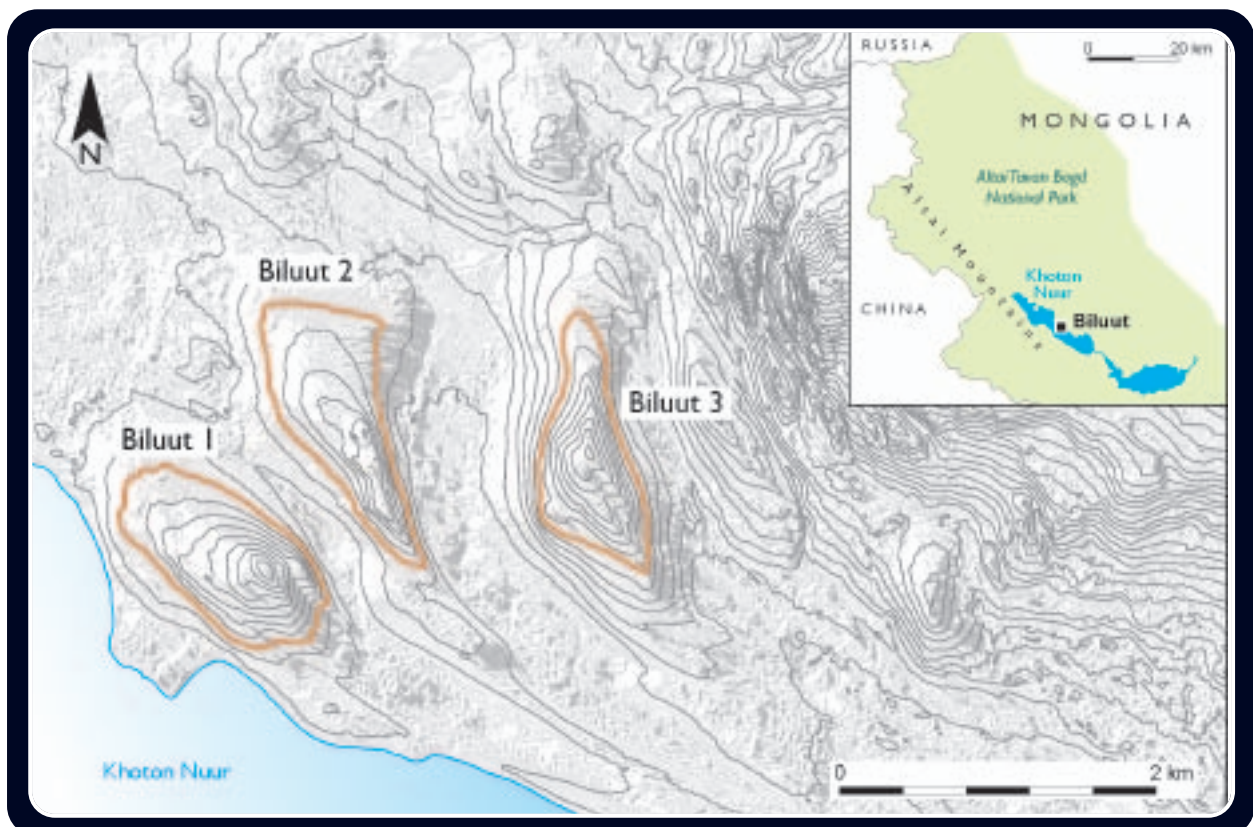 N
Biluut 1
Biluut 2
Biluut 3
Khoton Nuur
0 2 km
RUSSIA
0 20 km
MONGOLIA
Altai Tavan Bogd
National Park
Altai Mountains
Khoton
Nuur
CHINA
Biluut